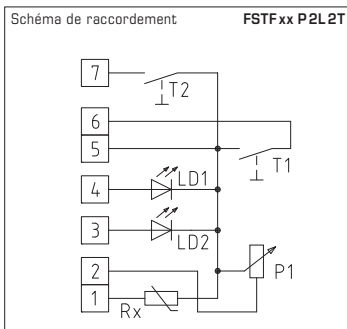 Schéma de raccordement FSTFxx P2L2T
7
T2
6
5
T1
4
LD1
3
LD2
2
P1
1
Rx